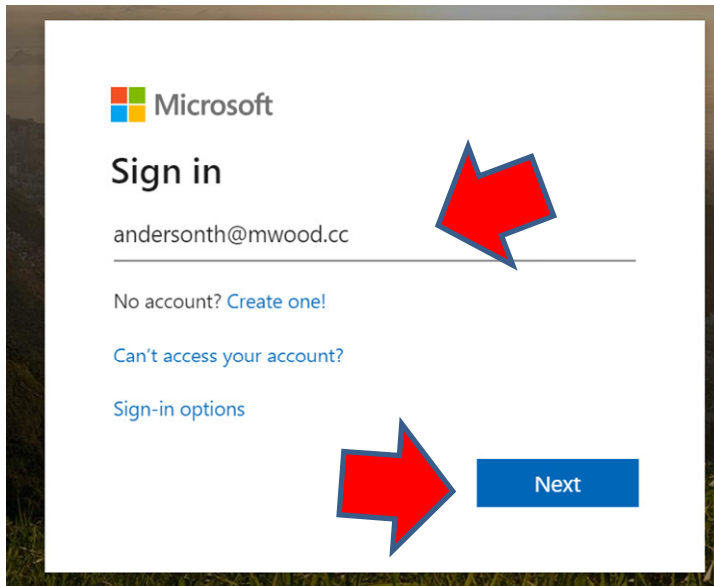 Microsoft
Sign in
andersonth@mwood.cc
No account? Create one!
Can't access your account?
Sign-in options
Next